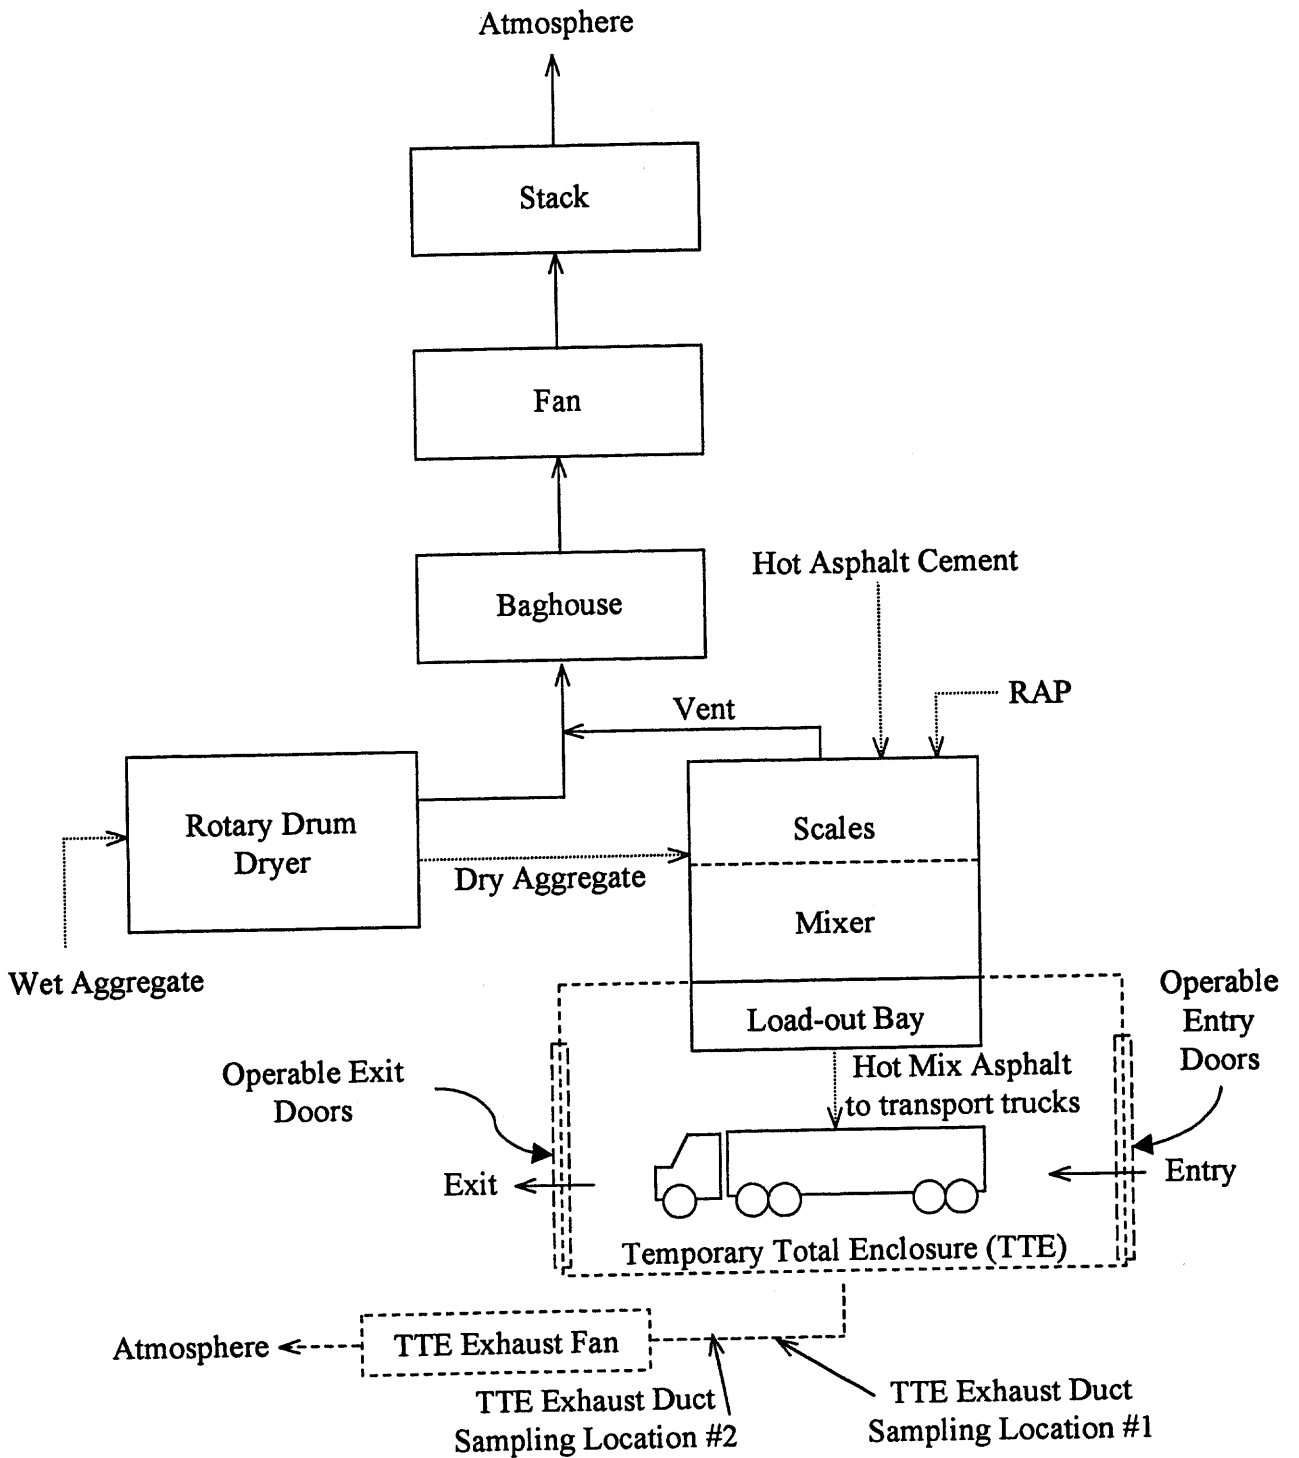 Atmosphere
Stack
Fan
Hot Asphalt Cement
Baghouse
RAP
Vent
Rotary Drum
Dryer
Scales
Dry Aggregate
Mixer
Wet Aggregate
Operable
Entry
Doors
Load-out Bay
Operable Exit
Doors
Hot Mix Asphalt
to transport trucks
Exit
Entry
Temporary Total Enclosure (TTE)
Atmosphere
TTE Exhaust Fan
TTE Exhaust Duct
Sampling Location #2
TTE Exhaust Duct
Sampling Location #1